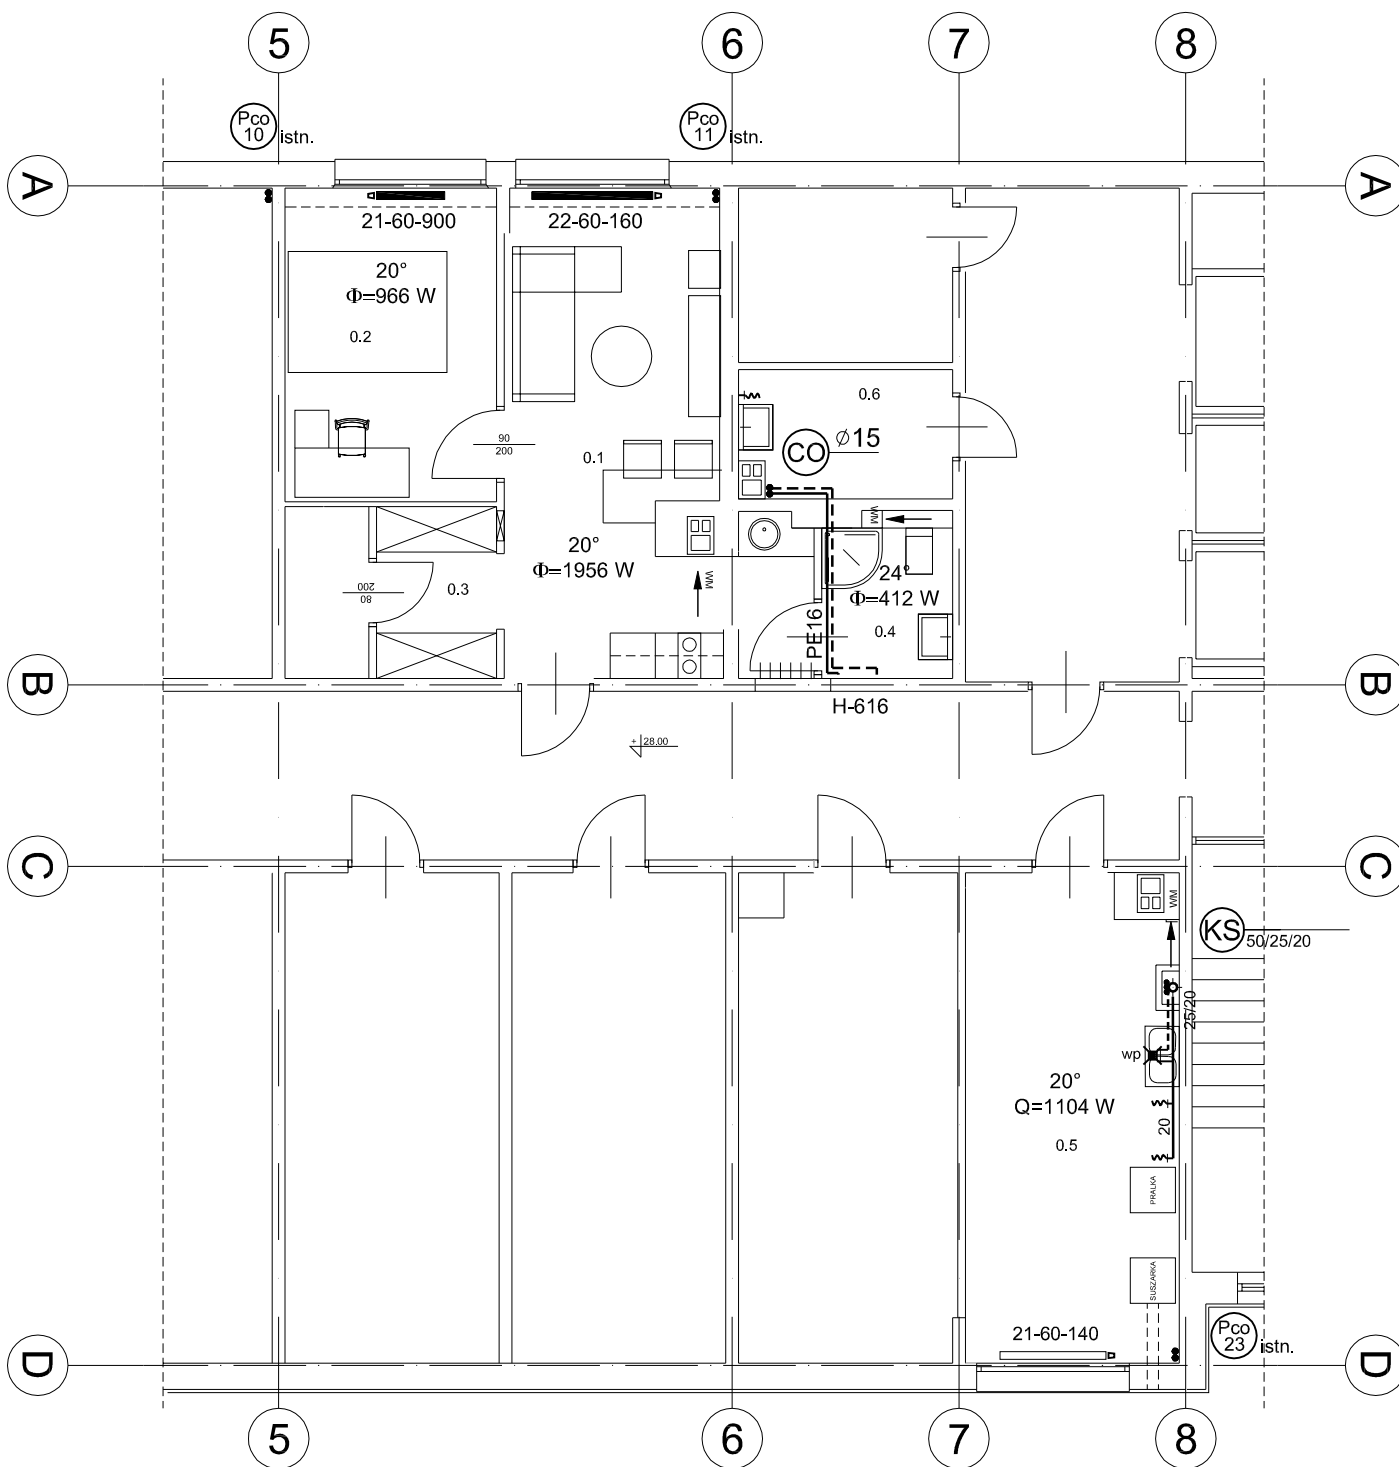 5
6
7
8
Pco
10
istn.
Pco
11
istn.
A
A
21-60-900
22-60-160
20°
Φ=966 W
0.2
0.6
CO
Ø15
90
200
0.1
WM
20°
Φ=1956 W
24°
Φ=412 W
0.3
80
200
WM
0.4
PE16
B
B
H-616
+
28.00
C
C
WM
KS
50/25/20
25/20
wp
20°
Q=1104 W
20
0.5
PRALKA
SUSZARKA
21-60-140
Pco
23
istn.
D
D
5
6
7
8